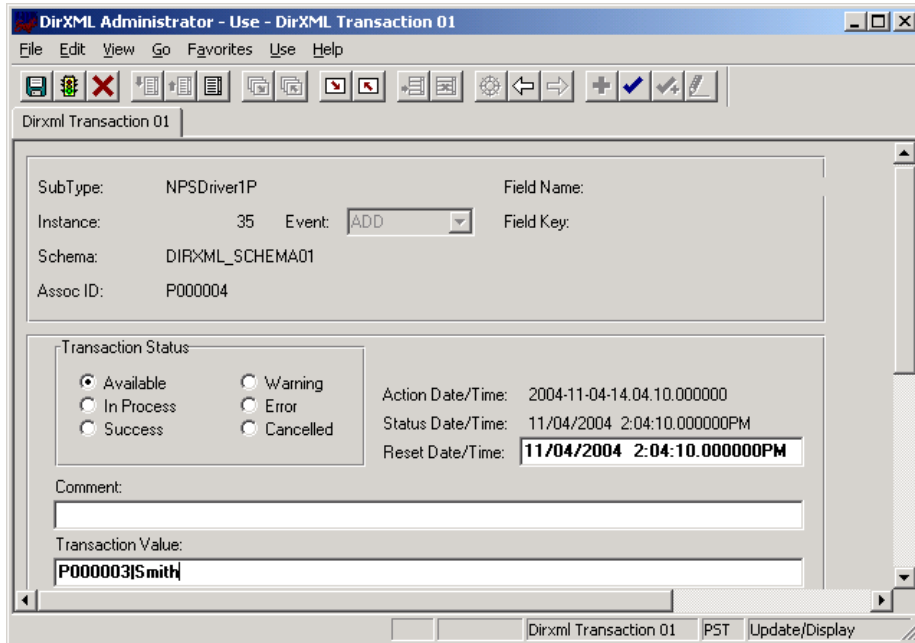 DirXML Administrator - Use - DirXML Transaction 01
File Edit View Go Favorites Use Help
Dirxml Transaction 01
SubType: NPSDriver1P Field Name:
Instance: 35 Event: ADD Field Key:
Schema: DIRXML_SCHEMA01
Assoc ID: P000004
Transaction Status
Available Warning
In Process Error
Success Cancelled
Action Date/Time: 2004-11-04-14.04.10.000000
Status Date/Time: 11/04/2004 2:04:10.000000PM
Reset Date/Time: 11/04/2004 2:04:10.000000PM
Comment:
Transaction Value:
P000003|Smith
Dirxml Transaction 01 PST Update/Display